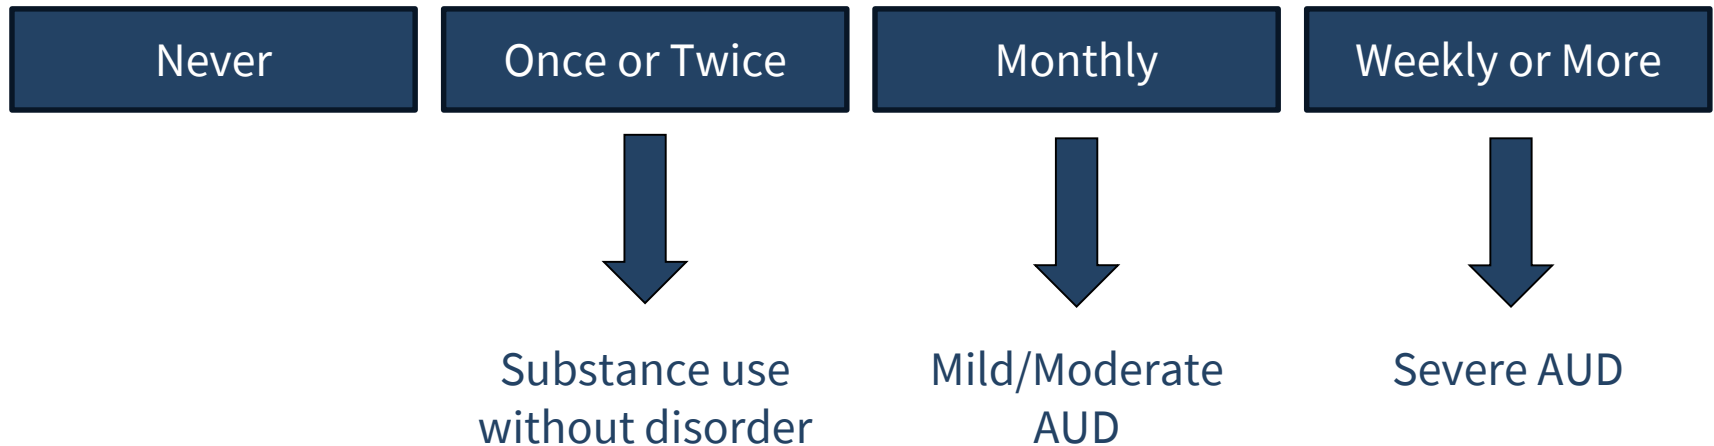 Never
Once or Twice
Monthly
Weekly or More
Substance use
without disorder
Mild/Moderate
AUD
Severe AUD